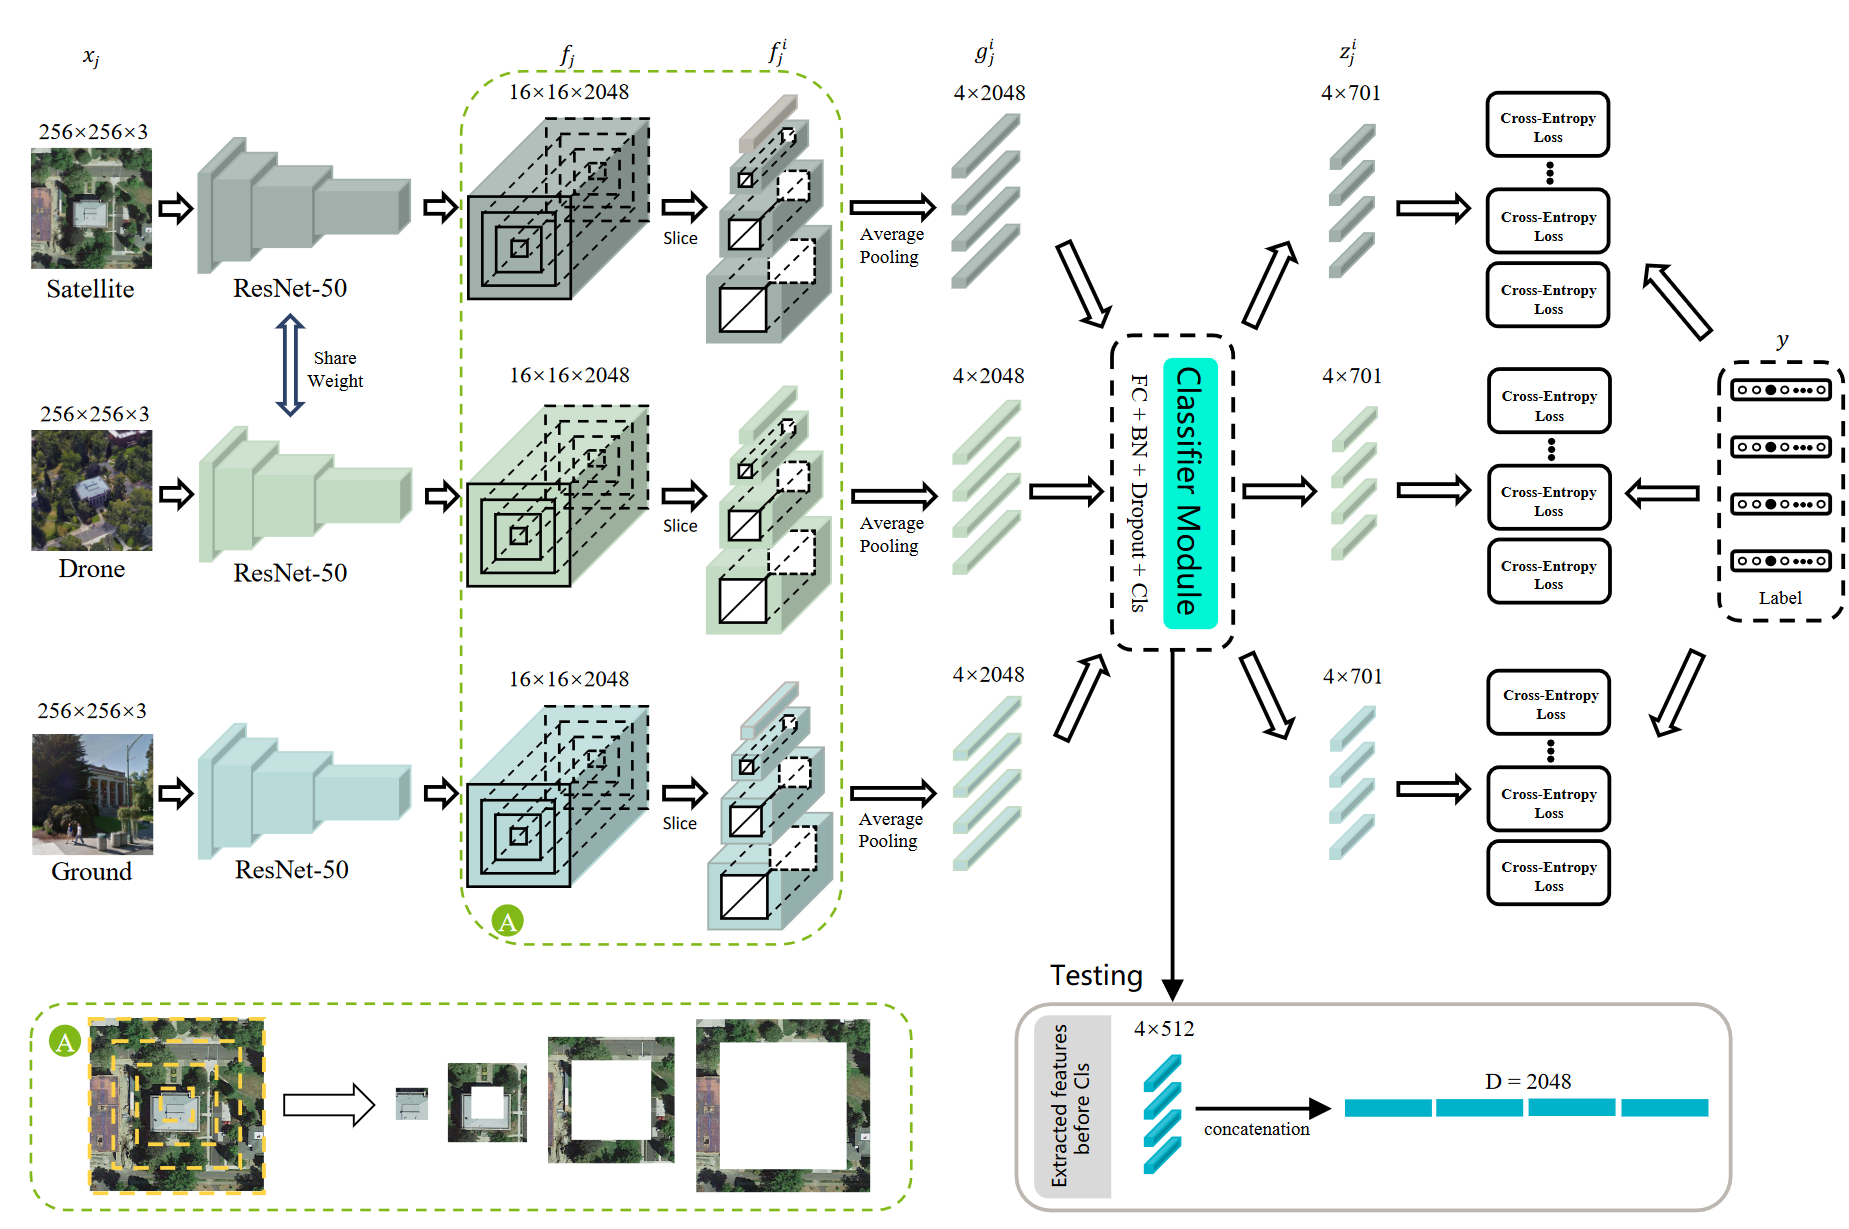 x_j
f_j
f_j^i
g_j^i
z_j^i
256×256×3
16×16×2048
4×2048
4×701
Satellite
ResNet-50
Slice
Average
Pooling
Cross-Entropy
Loss
Cross-Entropy
Loss
Cross-Entropy
Loss
Share
Weight
y
256×256×3
16×16×2048
4×2048
4×701
Drone
ResNet-50
Slice
Average
Pooling
FC + BN + Dropout + Cls
Classifier Module
Cross-Entropy
Loss
Cross-Entropy
Loss
Cross-Entropy
Loss
Label
256×256×3
16×16×2048
4×2048
4×701
Ground
ResNet-50
Slice
Average
Pooling
Cross-Entropy
Loss
Cross-Entropy
Loss
Cross-Entropy
Loss
A
A
Testing
Extracted features
before Cls
4×512
concatenation
D = 2048